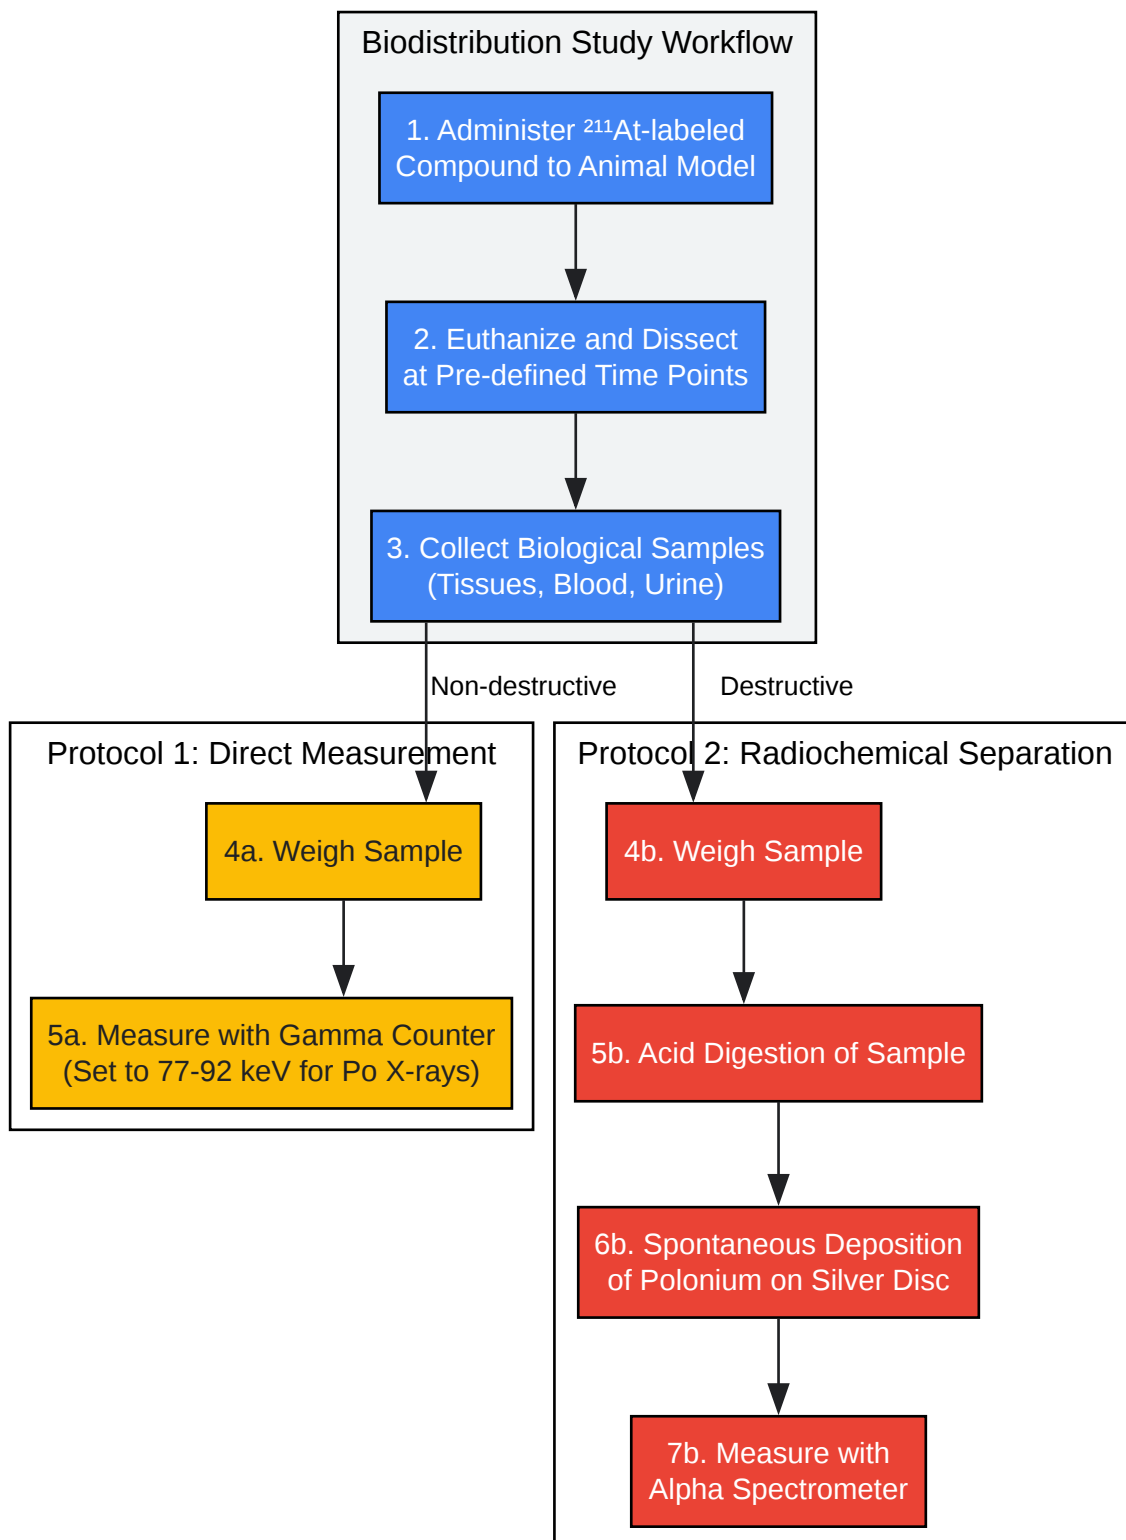 Biodistribution Study Workflow
1. Administer ²¹¹At-labeled
Compound to Animal Model
2. Euthanize and Dissect
at Pre-defined Time Points
3. Collect Biological Samples
(Tissues, Blood, Urine)
Non-destructive
Destructive
Protocol 1: Direct Measurement
4a. Weigh Sample
5a. Measure with Gamma Counter
(Set to 77-92 keV for Po X-rays)
Protocol 2: Radiochemical Separation
4b. Weigh Sample
5b. Acid Digestion of Sample
6b. Spontaneous Deposition
of Polonium on Silver Disc
7b. Measure with
Alpha Spectrometer